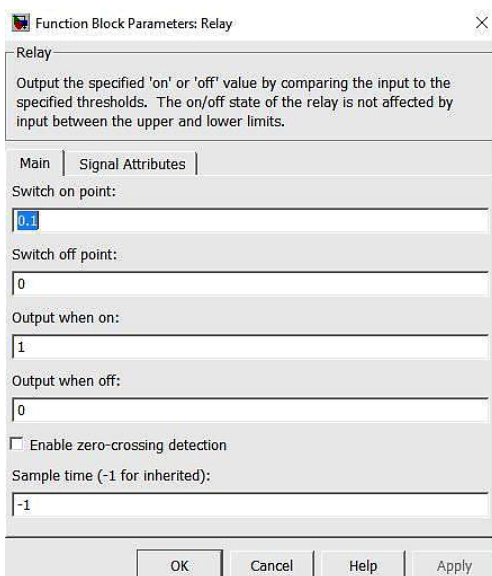 Function Block Parameters: Relay
Relay
Output the specified 'on' or 'off' value by comparing the input to the
specified thresholds.  The on/off state of the relay is not affected by
input between the upper and lower limits.
Main
Signal Attributes
Switch on point:
0.1
Switch off point:
0
Output when on:
1
Output when off:
0
Enable zero-crossing detection
Sample time (-1 for inherited):
-1
OK
Cancel
Help
Apply